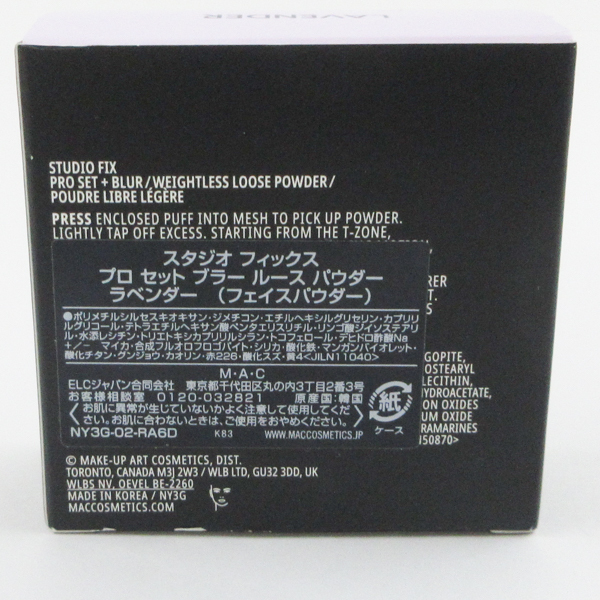 LAVENDER
STUDIO FIX
PRO SET + BLUR / WEIGHTLESS LOOSE POWDER /
POUDRE LIBRE LÉGÈRE
PRESS ENCLOSED PUFF INTO MESH TO PICK UP POWDER.
LIGHTLY TAP OFF EXCESS. STARTING FROM THE T-ZONE,
スタジオ フィックス
プロ セット ブラー ルース パウダー
ラベンダー （フェイスパウダー）
●ポリメチルシルセスキオキサン・ジメチコン・エチルヘキシルグリセリン・カプリリ
ルグリコール・テトラエチルヘキサン酸ペンタエリスリチル・リンゴ酸ジイソステアリ
ル・水添レシチン・トリエトキシカプリリルシラン・トコフェロール・デヒドロ酢酸Na
+/− マイカ・合成フルオロフロゴパイト・シリカ・酸化鉄・マンガンバイオレット・
酸化チタン・グンジョウ・カオリン・赤226・酸化スズ・黄4<JILN11040>
M・A・C
ELCジャパン合同会社 東京都千代田区丸の内3丁目2番3号
お客様相談室 0120-032821 原産国：韓国
お肌に異常が生じていないかよく注意して使用してください。
お肌に合わないときは、ご使用をおやめください。
NY3G-02-RA6D K83 WWW.MACCOSMETICS.JP
紙
ケース
RER
T.
S
GOPITE,
OSTEARYL
LECITHIN,
YDROACETATE,
ON OXIDES
UM OXIDE
RAMARINES
I50870>
© MAKE-UP ART COSMETICS, DIST.
TORONTO, CANADA M3J 2W3 / WLB LTD, GU32 3DD, UK
WLBS NV, OEVEL BE-2260
MADE IN KOREA / NY3G
MACCOSMETICS.COM